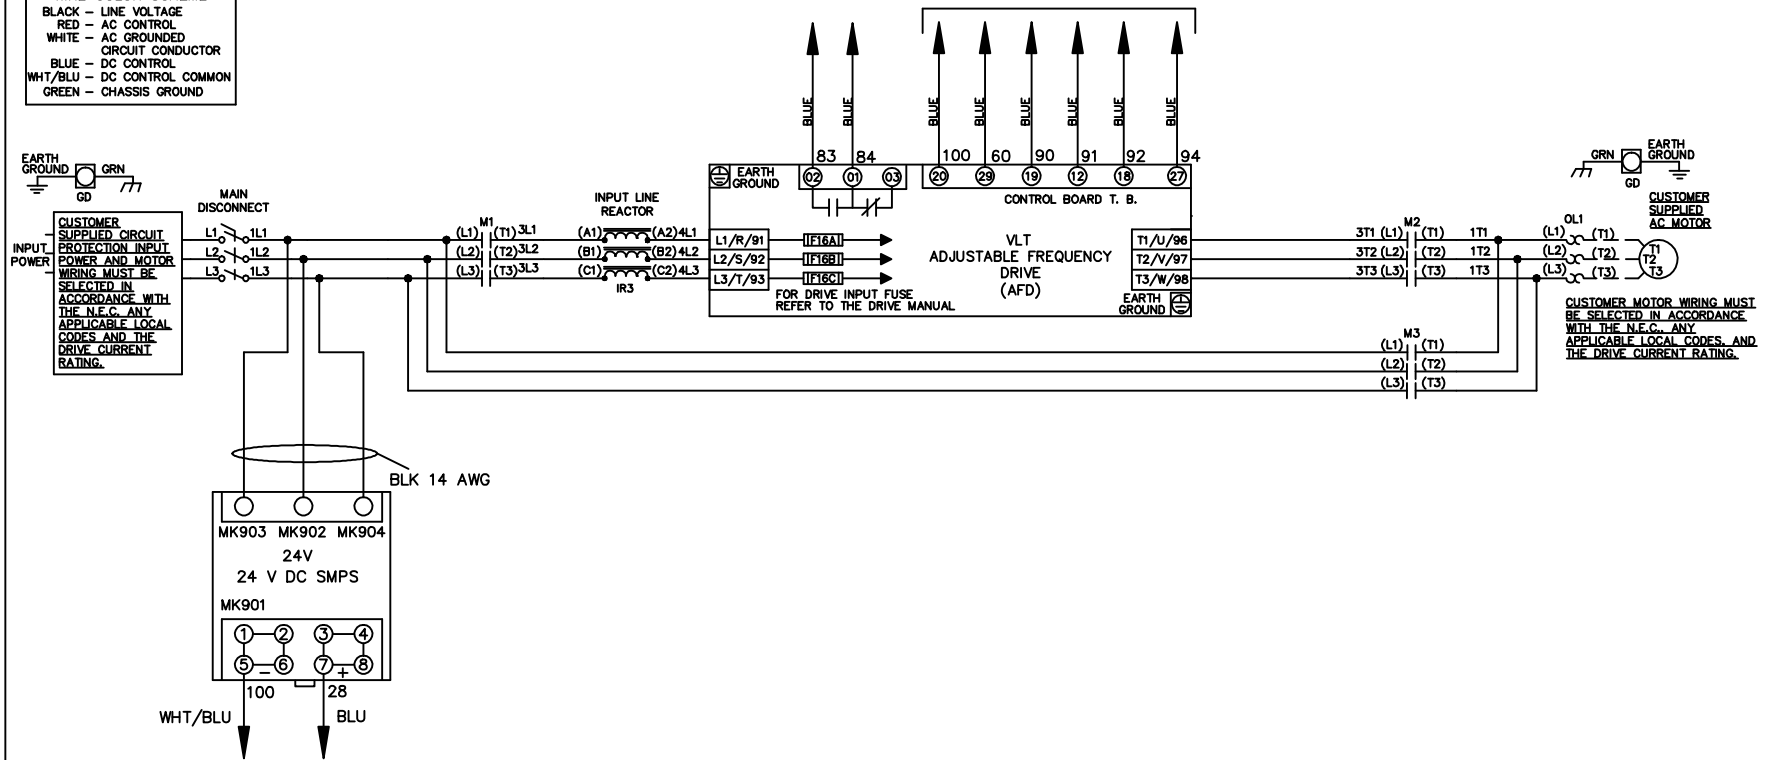 BLACK – LINE VOLTAGE
RED – AC CONTROL
WHITE – AC GROUNDED
CIRCUIT CONDUCTOR
BLUE – DC CONTROL
WHT/BLU – DC CONTROL COMMON
GREEN – CHASSIS GROUND
EARTH
GROUND
GRN
GD
MAIN
DISCONNECT
INPUT
POWER
CUSTOMER
SUPPLIED CIRCUIT
PROTECTION INPUT
POWER AND MOTOR
WIRING MUST BE
SELECTED IN
ACCORDANCE WITH
THE N.E.C. ANY
APPLICABLE LOCAL
CODES AND THE
DRIVE CURRENT
RATING.
L1 1L1
L2 1L2
L3 1L3
M1
(L1) (T1) 3L1
(L2) (T2) 3L2
(L3) (T3) 3L3
INPUT LINE
REACTOR
(A1) (A2) 4L1
(B1) (B2) 4L2
(C1) (C2) 4L3
IR3
BLUE BLUE BLUE BLUE BLUE BLUE BLUE BLUE
83 84 100 60 90 91 92 94
EARTH
GROUND
02 01 03 20 29 19 12 18 27
CONTROL BOARD T. B.
L1/R/91 F16A
L2/S/92 F16B
L3/T/93 F16C
FOR DRIVE INPUT FUSE
REFER TO THE DRIVE MANUAL
VLT
ADJUSTABLE FREQUENCY
DRIVE
(AFD)
T1/U/96
T2/V/97
T3/W/98
EARTH
GROUND
M2
3T1 (L1) (T1) 1T1
3T2 (L2) (T2) 1T2
3T3 (L3) (T3) 1T3
M3
(L1) (T1)
(L2) (T2)
(L3) (T3)
GRN
EARTH
GROUND
GD
CUSTOMER
SUPPLIED
AC MOTOR
OL1
(L1) (T1) T1
(L2) (T2) T2
(L3) (T3) T3
CUSTOMER MOTOR WIRING MUST
BE SELECTED IN ACCORDANCE
WITH THE N.E.C., ANY
APPLICABLE LOCAL CODES, AND
THE DRIVE CURRENT RATING.
BLK 14 AWG
MK903 MK902 MK904
24V
24 V DC SMPS
MK901
1 2 3 4
5 6 7 8
– +
100 28
WHT/BLU BLU